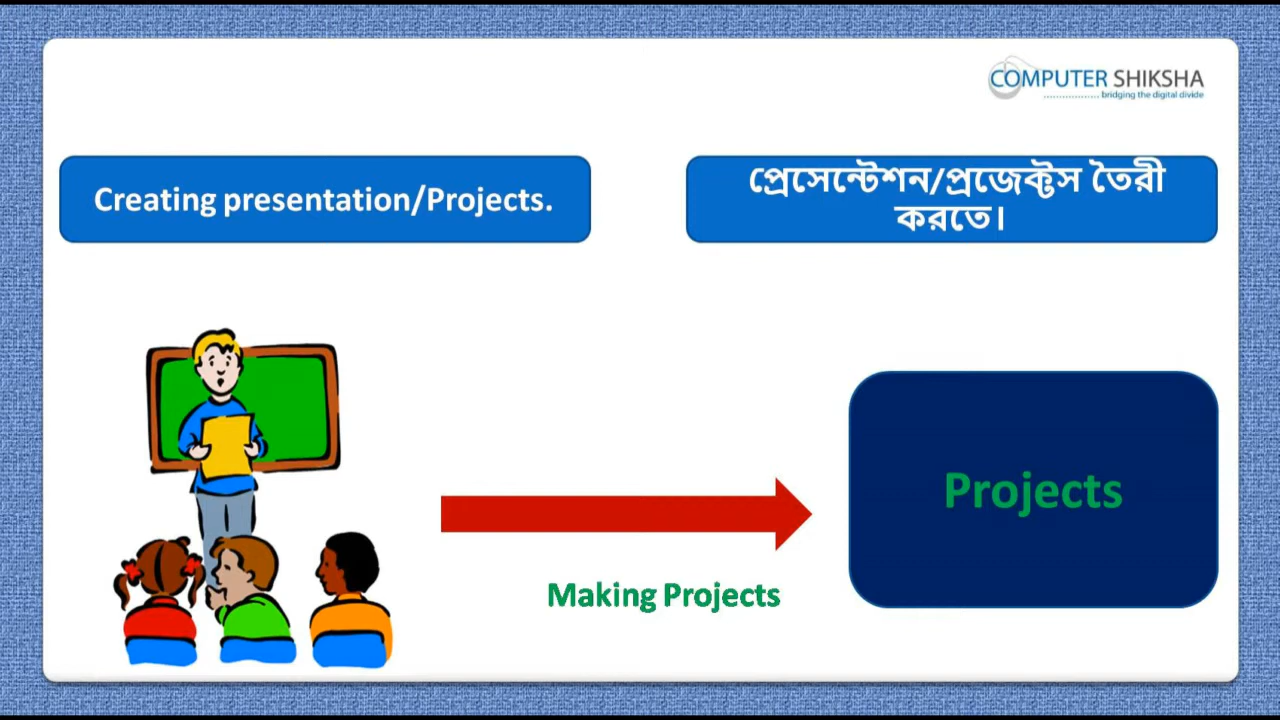 COMPUTER SHIKSHA
bridging the digital divide
Creating presentation/Projects.
প্রেসেন্টেশন/প্রজেক্টস তৈরী
করতে।
Projects
Making Projects